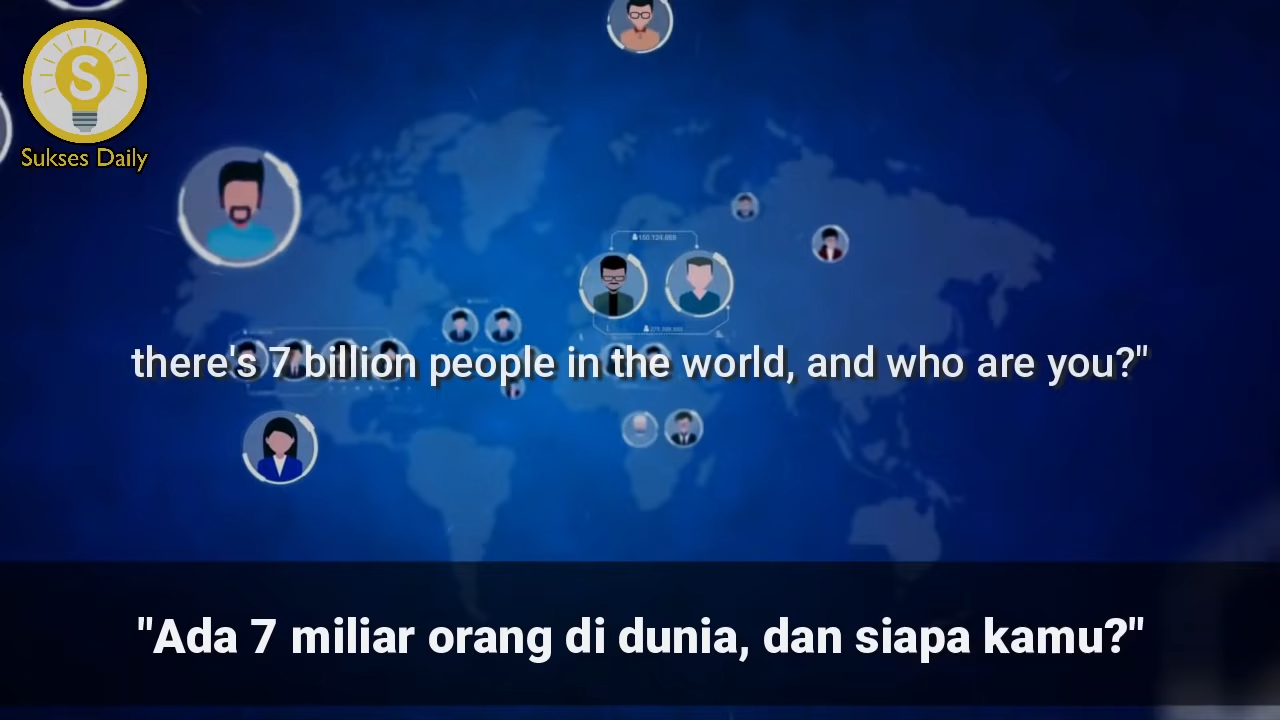 S
Sukses Daily
there's 7 billion people in the world, and who are you?"
"Ada 7 miliar orang di dunia, dan siapa kamu?"